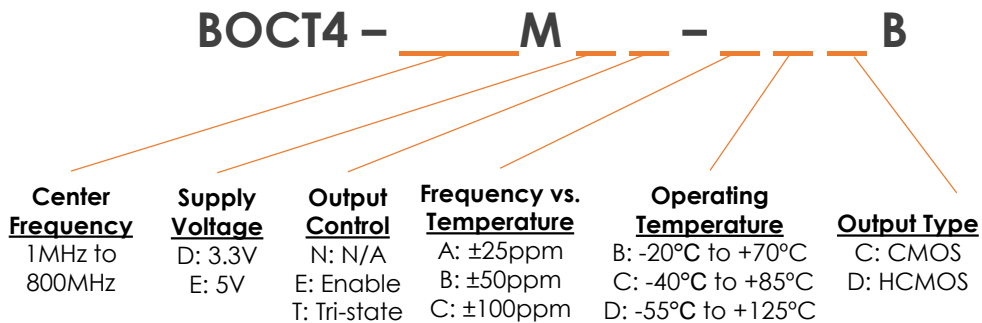 BOCT4 – ____M _ _ – _ _ _ B
Center Frequency
1MHz to
800MHz
Supply Voltage
D: 3.3V
E: 5V
Output Control
N: N/A
E: Enable
T: Tri-state
Frequency vs. Temperature
A: ±25ppm
B: ±50ppm
C: ±100ppm
Operating Temperature
B: -20°C to +70°C
C: -40°C to +85°C
D: -55°C to +125°C
Output Type
C: CMOS
D: HCMOS